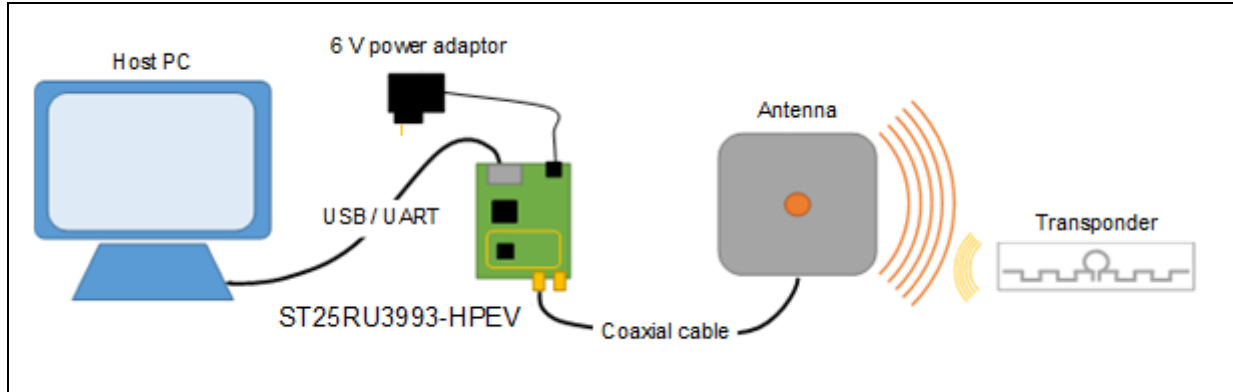 6 V power adaptor
Host PC
Antenna
USB / UART
Transponder
ST25RU3993-HPEV
Coaxial cable